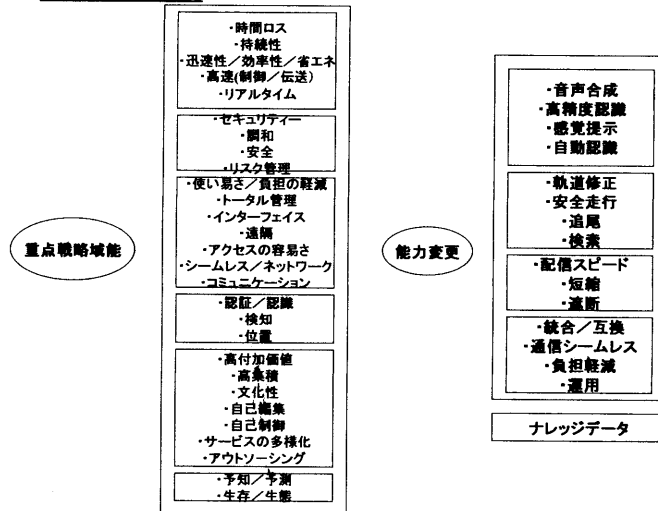 重点戦略域能
・時間ロス
・持続性
・迅速性／効率性／省エネ
・高速(制御／伝送)
・リアルタイム
・セキュリティー
・調和
・安全
・リスク管理
・使い易さ／負担の軽減
・トータル管理
・インターフェイス
・遠隔
・アクセスの容易さ
・シームレス／ネットワーク
・コミュニケーション
・認証／認識
・検知
・位置
・高付加価値
・高集積
・文化性
・自己編集
・自己制御
・サービスの多様化
・アウトソーシング
・予知／予測
・生存／生態
能力変更
・音声合成
・高精度認識
・感覚提示
・自動認識
・軌道修正
・安全走行
・追尾
・検索
・配信スピード
・短縮
・遮断
・統合／互換
・通信シームレス
・負担軽減
・運用
ナレッジデータ